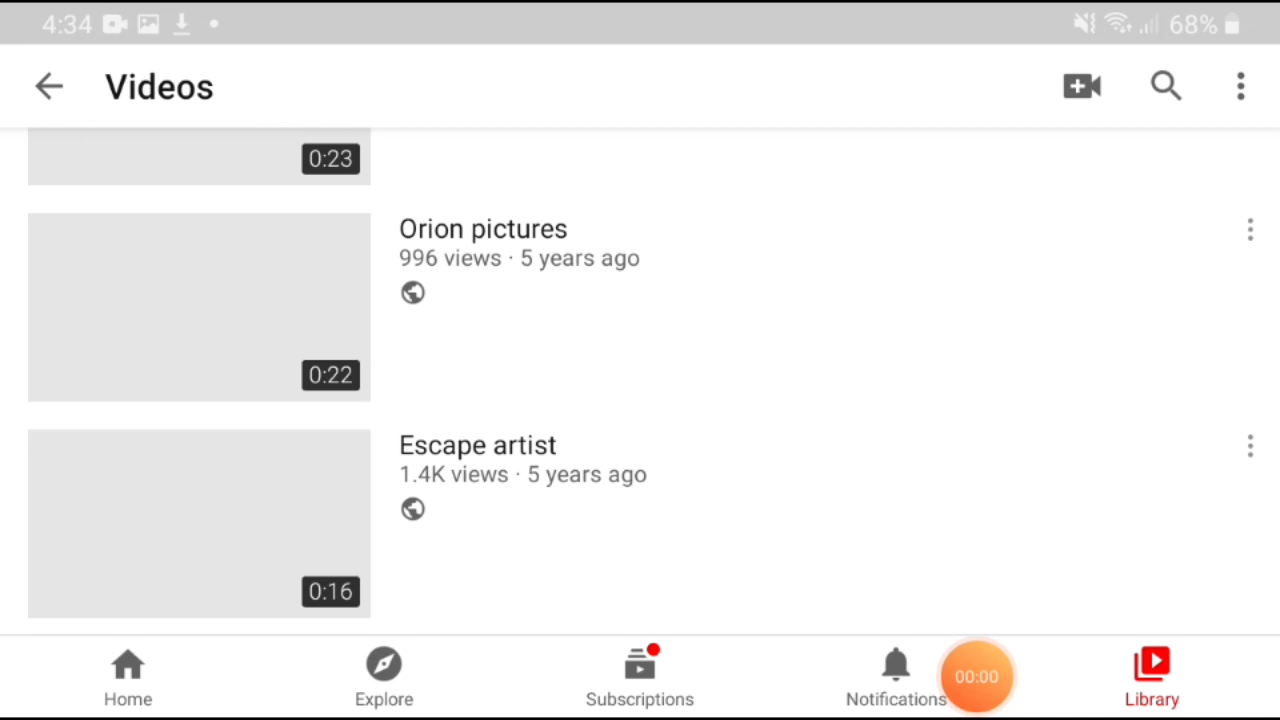 4:34
68%
Videos
0:23
Orion pictures
996 views · 5 years ago
0:22
Escape artist
1.4K views · 5 years ago
0:16
Home
Explore
Subscriptions
Notifications
00:00
Library